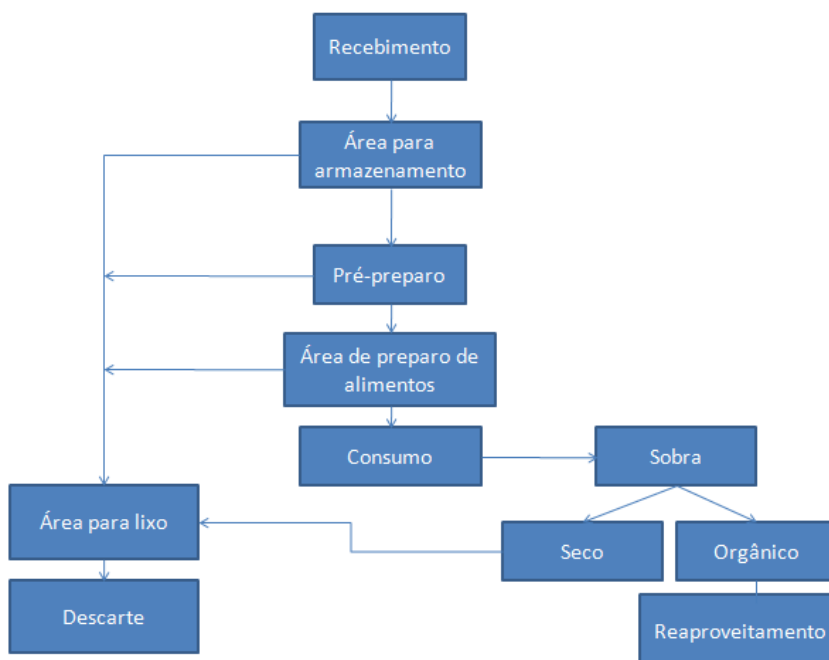 Recebimento
Área para
armazenamento
Pré-preparo
Área de preparo de
alimentos
Consumo
Sobra
Área para lixo
Seco
Orgânico
Descarte
Reaproveitamento